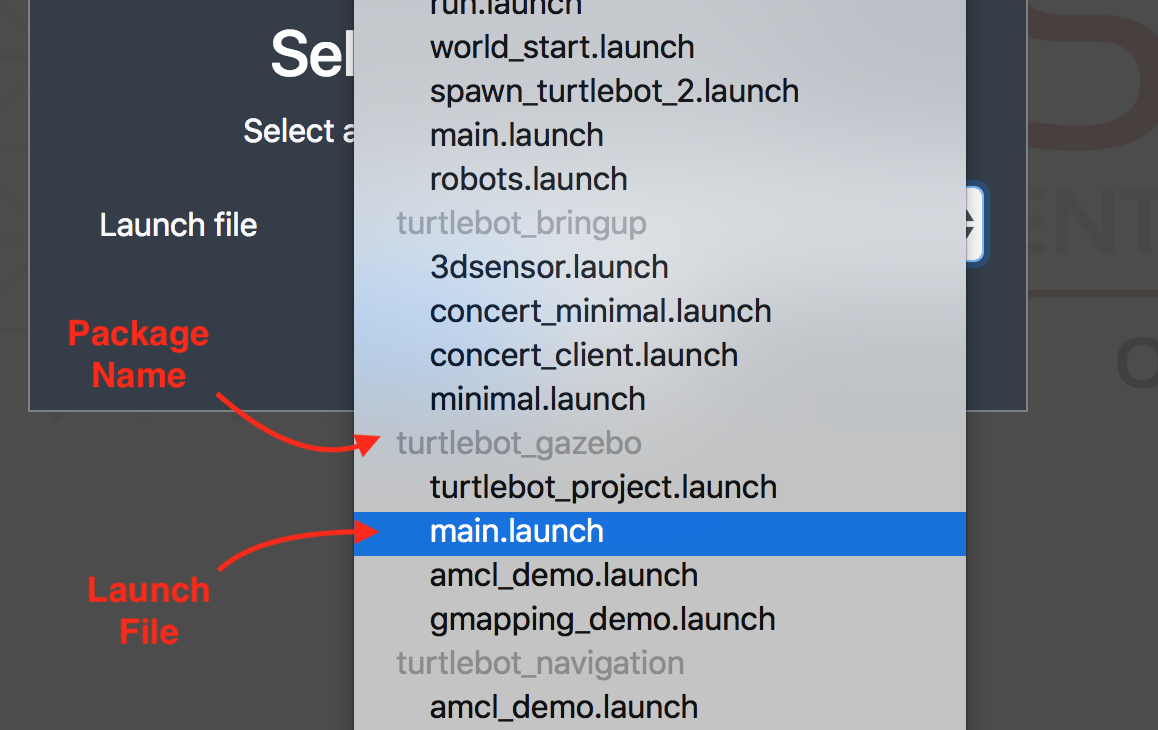 run.launch
Sel
world_start.launch
spawn_turtlebot_2.launch
Select a
main.launch
robots.launch
Launch file
turtlebot_bringup
ENT
3dsensor.launch
concert_minimal.launch
Package
Name
concert_client.launch
minimal.launch
turtlebot_gazebo
turtlebot_project.launch
main.launch
Launch
File
amcl_demo.launch
gmapping_demo.launch
turtlebot_navigation
amcl_demo.launch